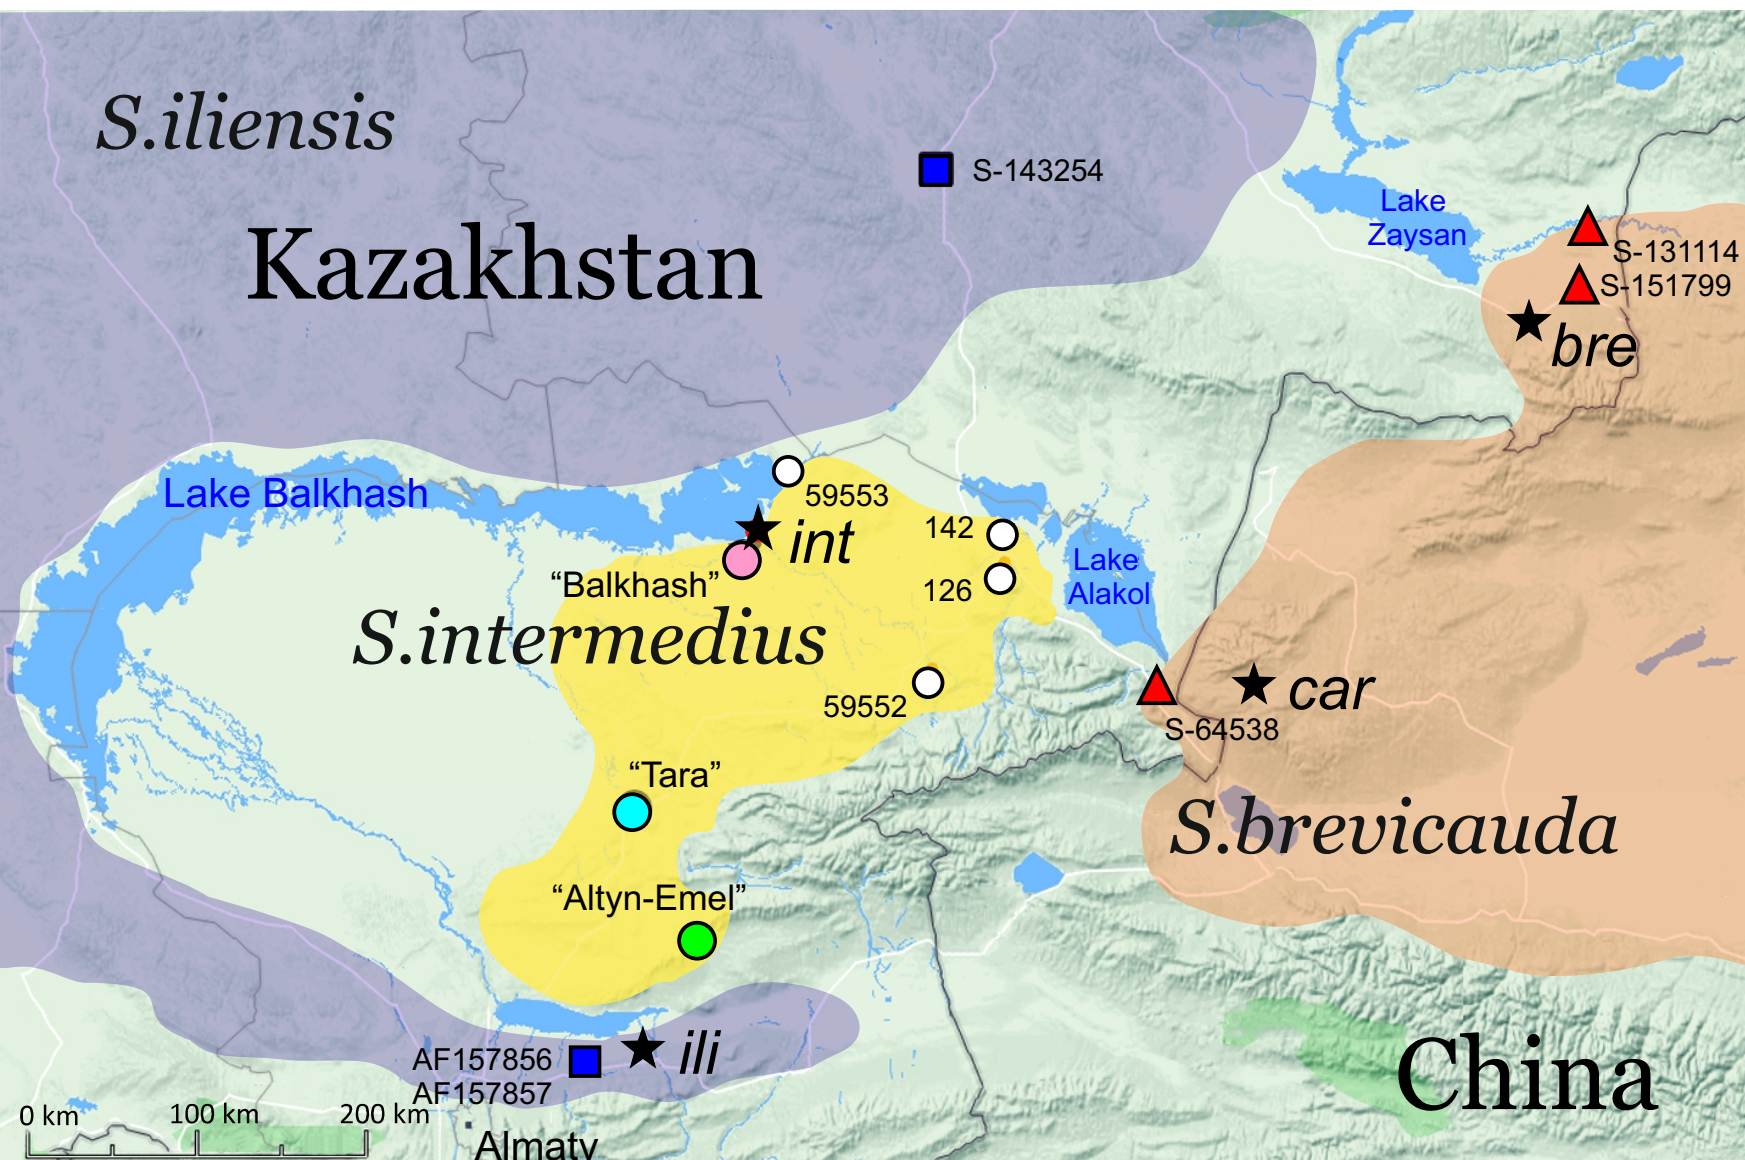 S.iliensis
S-143254
Kazakhstan
Lake
Zaysan
S-131114
S-151799
bre
Lake Balkhash
59553
int
142
Lake
Alakol
"Balkhash"
126
S.intermedius
59552
car
S-64538
"Tara"
S.brevicauda
"Altyn-Emel"
ili
AF157856
AF157857
China
0 km
100 km
200 km
Almaty